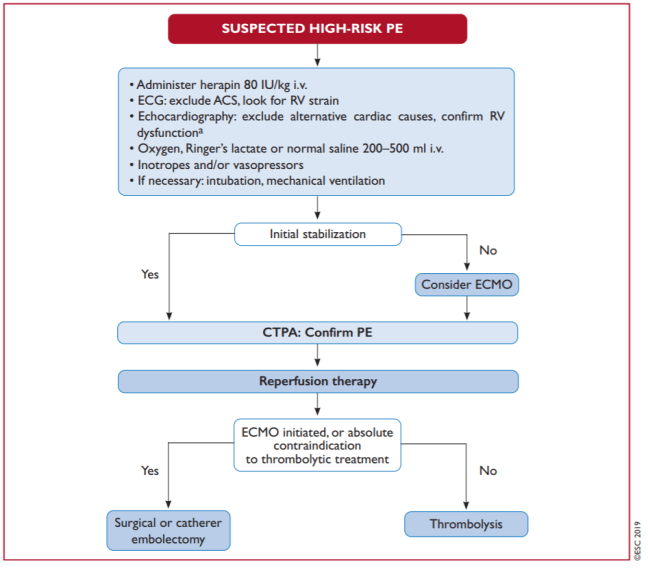 SUSPECTED HIGH-RISK PE
• Administer herapin 80 IU/kg i.v.
• ECG: exclude ACS, look for RV strain
• Echocardiography: exclude alternative cardiac causes, confirm RV
dysfunctionᵃ
• Oxygen, Ringer's lactate or normal saline 200–500 ml i.v.
• Inotropes and/or vasopressors
• If necessary: intubation, mechanical ventilation
Initial stabilization
Yes
No
Consider ECMO
CTPA: Confirm PE
Reperfusion therapy
ECMO initiated, or absolute
contraindication
to thrombolytic treatment
Yes
No
Surgical or catherer
embolectomy
Thrombolysis
©ESC 2019